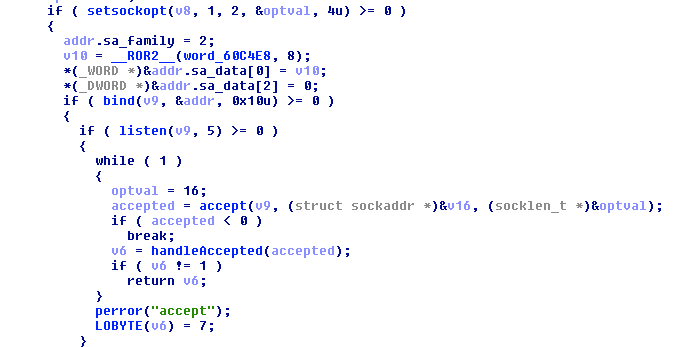 if ( setsockopt(v8, 1, 2, &optval, 4u) >= 0 )
{
addr.sa_family = 2;
v10 = __ROR2__(word_60C4E8, 8);
*(_WORD *)&addr.sa_data[0] = v10;
*(_DWORD *)&addr.sa_data[2] = 0;
if ( bind(v9, &addr, 0x10u) >= 0 )
{
if ( listen(v9, 5) >= 0 )
{
while ( 1 )
{
optval = 16;
accepted = accept(v9, (struct sockaddr *)&v16, (socklen_t *)&optval);
if ( accepted < 0 )
break;
v6 = handleAccepted(accepted);
if ( v6 != 1 )
return v6;
}
perror("accept");
LOBYTE(v6) = 7;
}